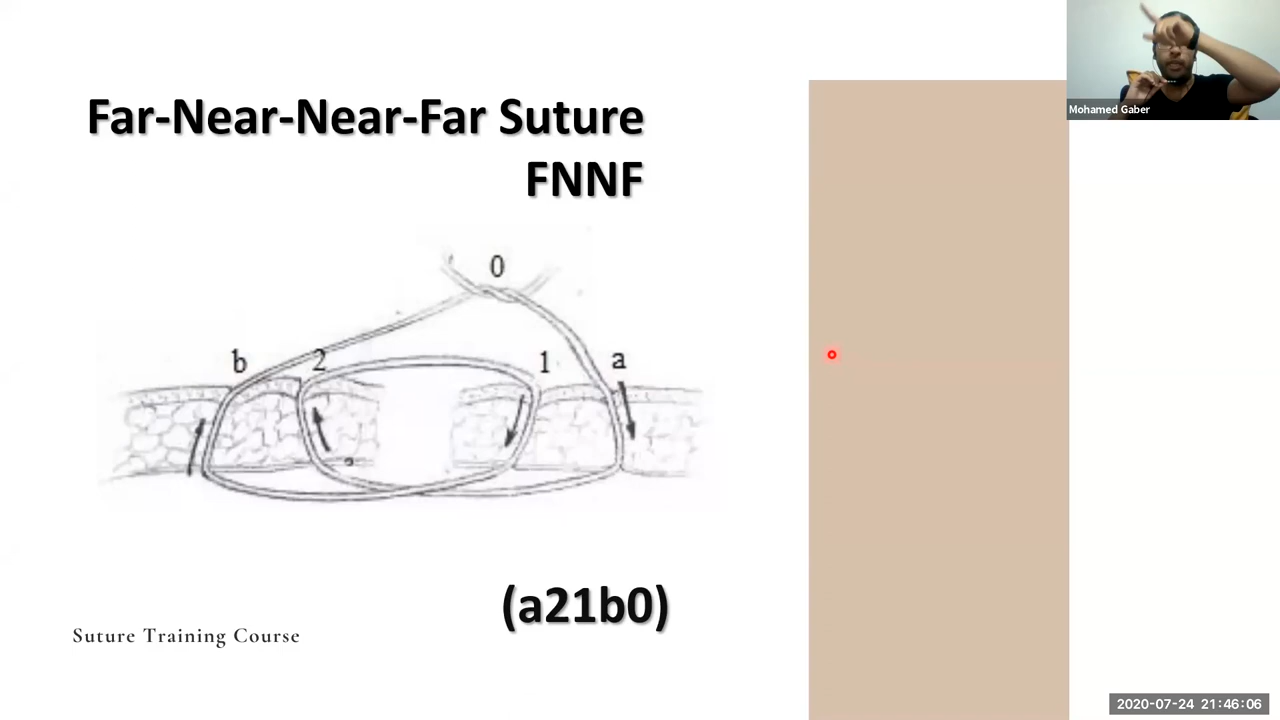 Mohamed Gaber
Far-Near-Near-Far Suture
FNNF
0
b
2
1
a
(a21b0)
Suture Training Course
2020-07-24 21:46:06